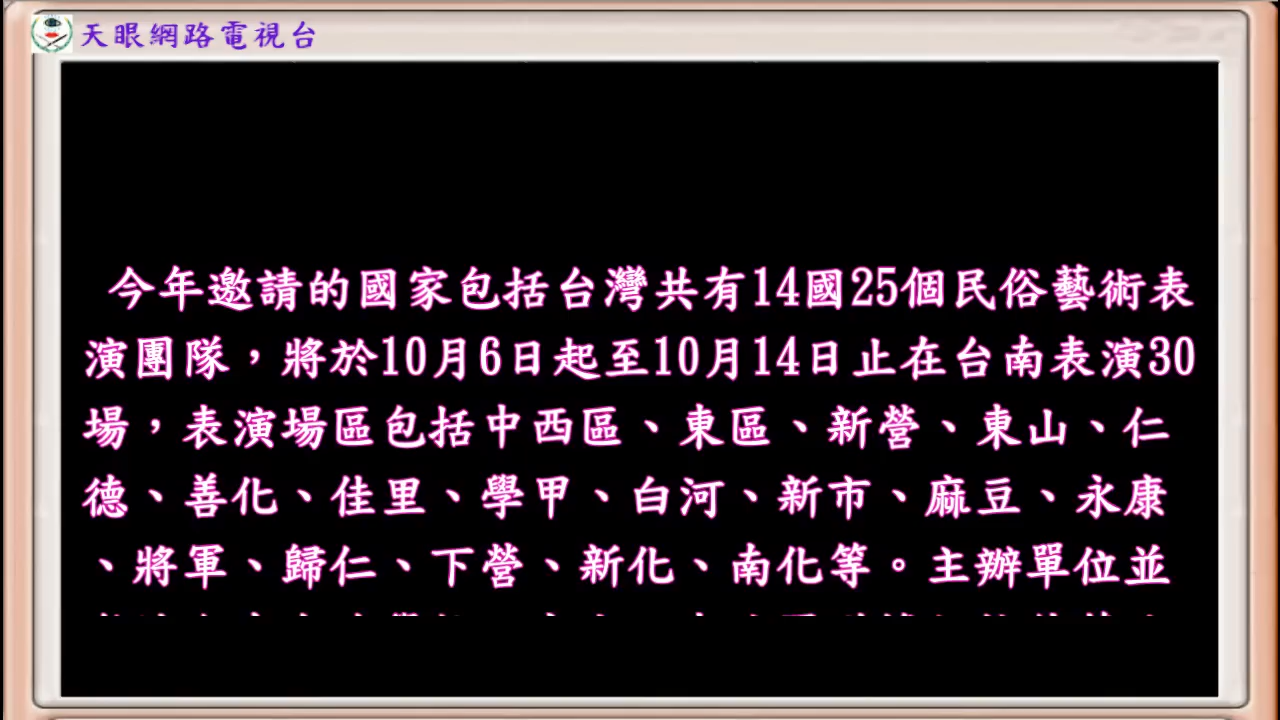 天眼網路電視台
今年邀請的國家包括台灣共有14國25個民俗藝術表
演團隊，將於10月6日起至10月14日止在台南表演30
場，表演場區包括中西區、東區、新營、東山、仁
德、善化、佳里、學甲、白河、新市、麻豆、永康
、將軍、歸仁、下營、新化、南化等。主辦單位並